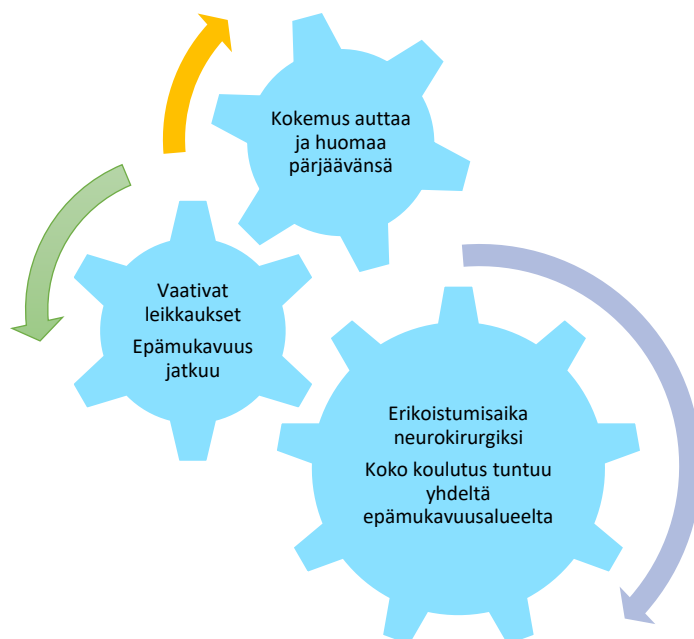 Kokemus auttaa
ja huomaa
pärjäävänsä
Vaativat
leikkaukset
Epämukavuus
jatkuu
Erikoistumisaika
neurokirurgiksi
Koko koulutus tuntuu
yhdeltä
epämukavuusalueelta